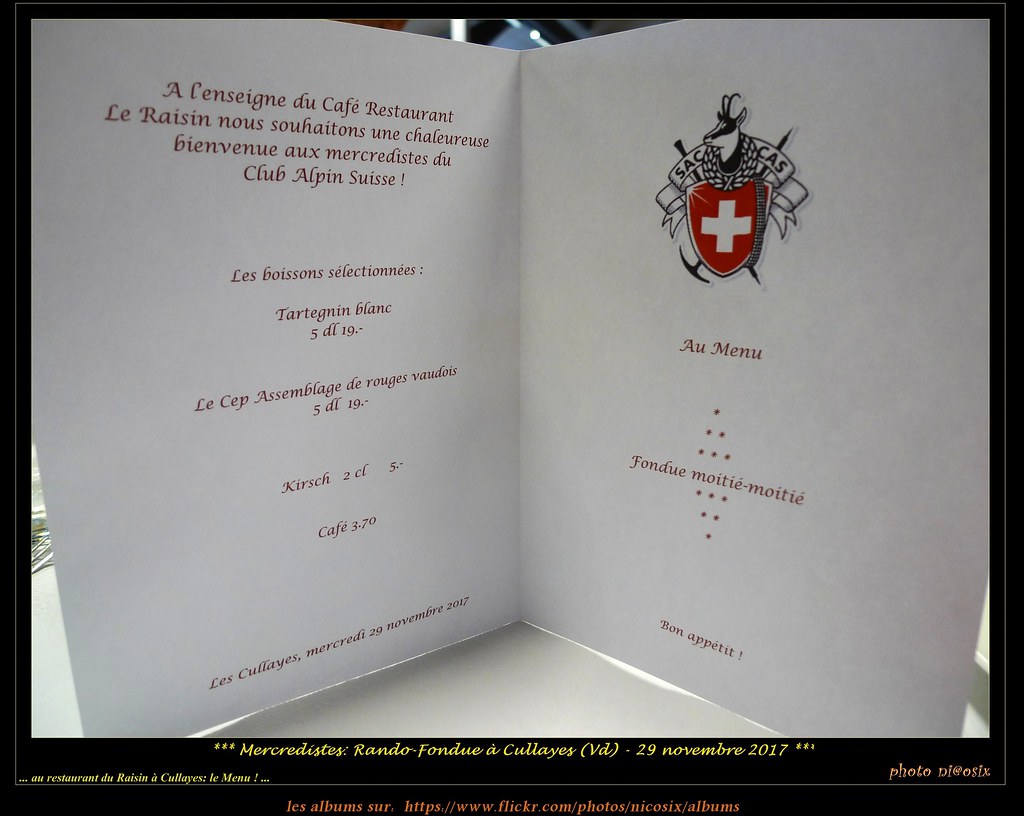 A l'enseigne du Café Restaurant
Le Raisin nous souhaitons une chaleureuse
bienvenue aux mercredistes du
Club Alpin Suisse !
Les boissons sélectionnées :
Tartegnin blanc
5 dl 19.-
Le Cep Assemblage de rouges vaudois
5 dl 19.-
Kirsch 2 cl 5.-
Café 3.70
Les Cullayes, mercredi 29 novembre 2017
SAC CAS
Au Menu
*
* *
* * *
Fondue moitié-moitié
* * *
* *
*
Bon appétit !
*** Mercredistes: Rando-Fondue à Cullayes (Vd) - 29 novembre 2017 ***
... au restaurant du Raisin à Cullayes: le Menu ! ...
photo ni@osix
les albums sur: https://www.flickr.com/photos/nicosix/albums